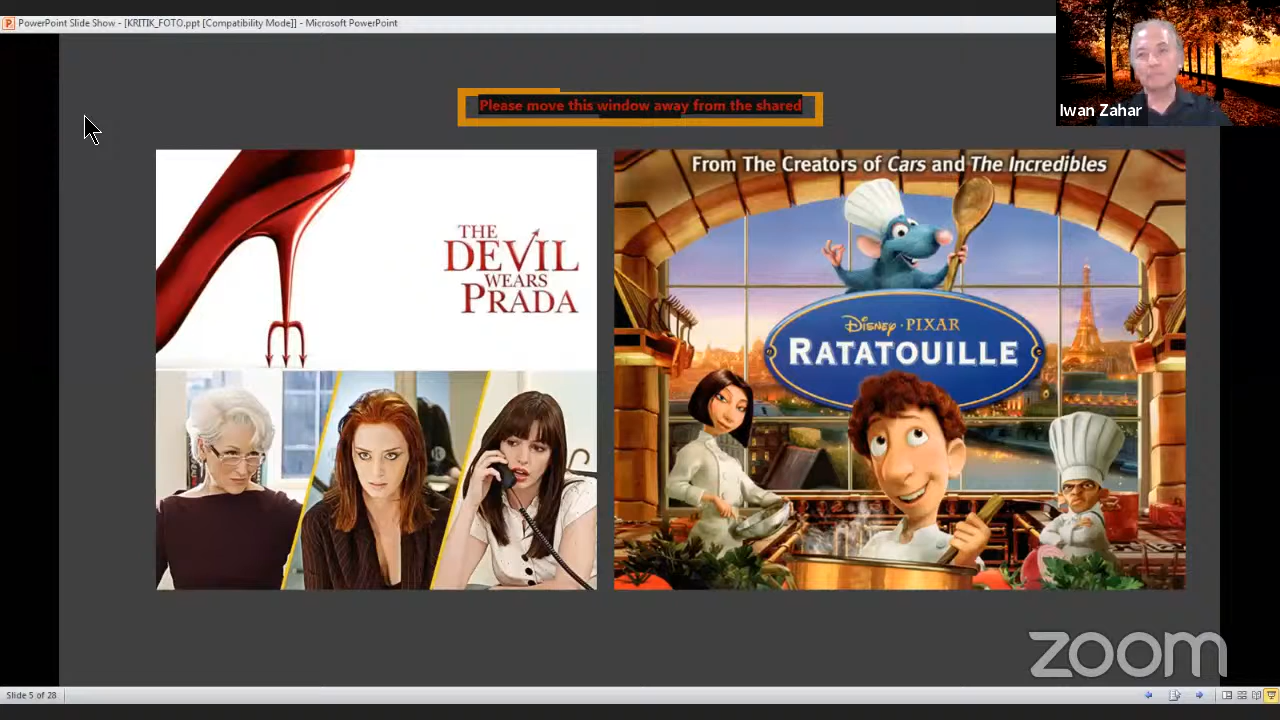 PowerPoint Slide Show - [KRITIK_FOTO.ppt [Compatibility Mode]] - Microsoft PowerPoint
Iwan Zahar
Please move this window away from the shared
THE
DEVIL
WEARS
PRADA
From The Creators of Cars and The Incredibles
DISNEY · PIXAR
RATATOUILLE
zoom
Slide 5 of 28